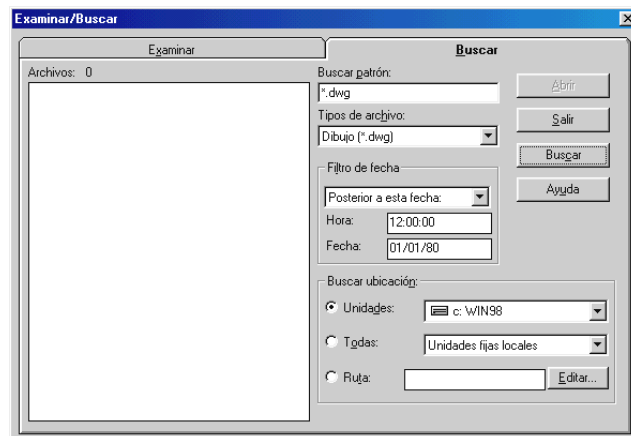 Examinar/Buscar
Examinar
Buscar
Archivos: 0
Buscar patrón:
*.dwg
Tipos de archivo:
Dibujo (*.dwg)
Filtro de fecha
Posterior a esta fecha:
Hora: 12:00:00
Fecha: 01/01/80
Abrir
Salir
Buscar
Ayuda
Buscar ubicación:
Unidades: c: WIN98
Todas: Unidades fijas locales
Ruta: Editar...